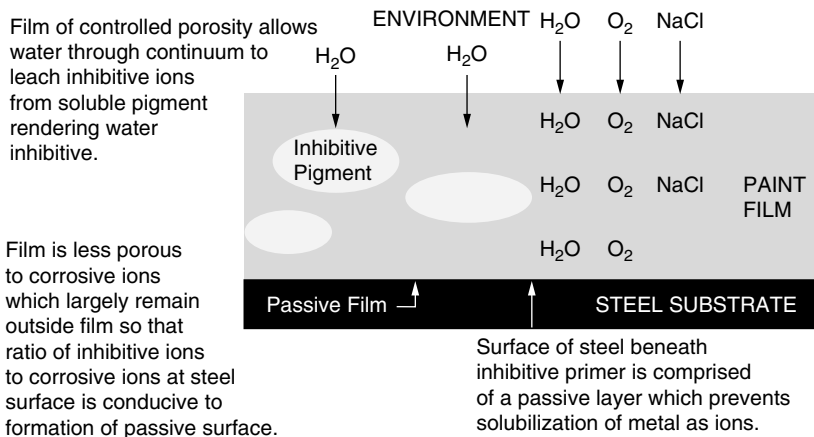 Film of controlled porosity allows
water through continuum to
leach inhibitive ions
from soluble pigment
rendering water
inhibitive.
ENVIRONMENT
H₂O O₂ NaCl
H₂O H₂O
Inhibitive
Pigment
H₂O O₂ NaCl
H₂O O₂ NaCl
PAINT
FILM
H₂O O₂
Film is less porous
to corrosive ions
which largely remain
outside film so that
ratio of inhibitive ions
to corrosive ions at steel
surface is conducive to
formation of passive surface.
Passive Film
STEEL SUBSTRATE
Surface of steel beneath
inhibitive primer is comprised
of a passive layer which prevents
solubilization of metal as ions.